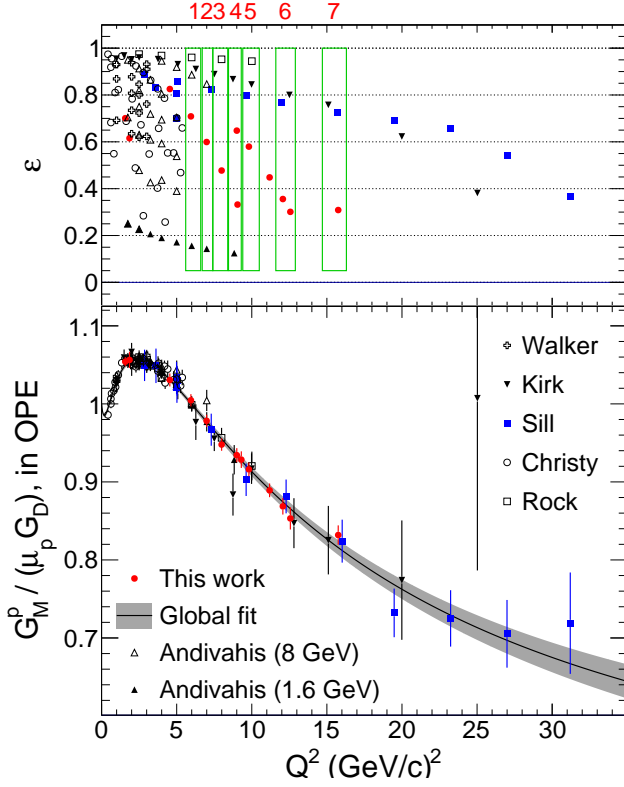 1 2 3 4 5 6 7
1
0.8
0.6
0.4
0.2
0
ε
1.1
1
0.9
0.8
0.7
G_M^p / (μ_p G_D), in OPE
Walker
Kirk
Sill
Christy
Rock
This work
Global fit
Andivahis (8 GeV)
Andivahis (1.6 GeV)
0 5 10 15 20 25 30
Q² (GeV/c)²